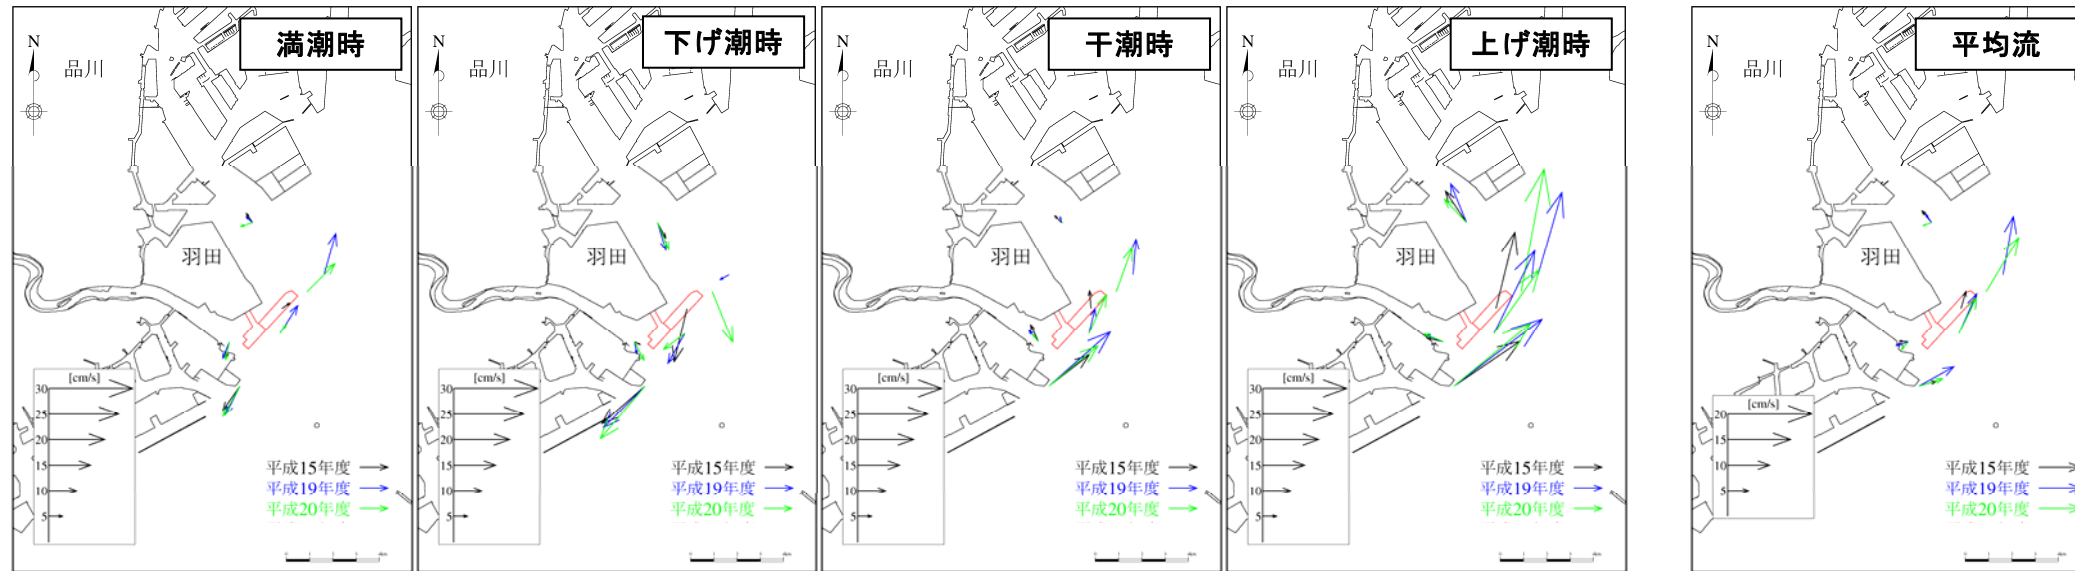 満潮時
N
品川
羽田
[cm/s]
30
25
20
15
10
5
平成15年度
平成19年度
平成20年度
下げ潮時
N
品川
羽田
[cm/s]
30
25
20
15
10
5
平成15年度
平成19年度
平成20年度
干潮時
N
品川
羽田
[cm/s]
30
25
20
15
10
5
平成15年度
平成19年度
平成20年度
上げ潮時
N
品川
羽田
[cm/s]
30
25
20
15
10
5
平成15年度
平成19年度
平成20年度
平均流
N
品川
羽田
[cm/s]
20
15
10
5
平成15年度
平成19年度
平成20年度